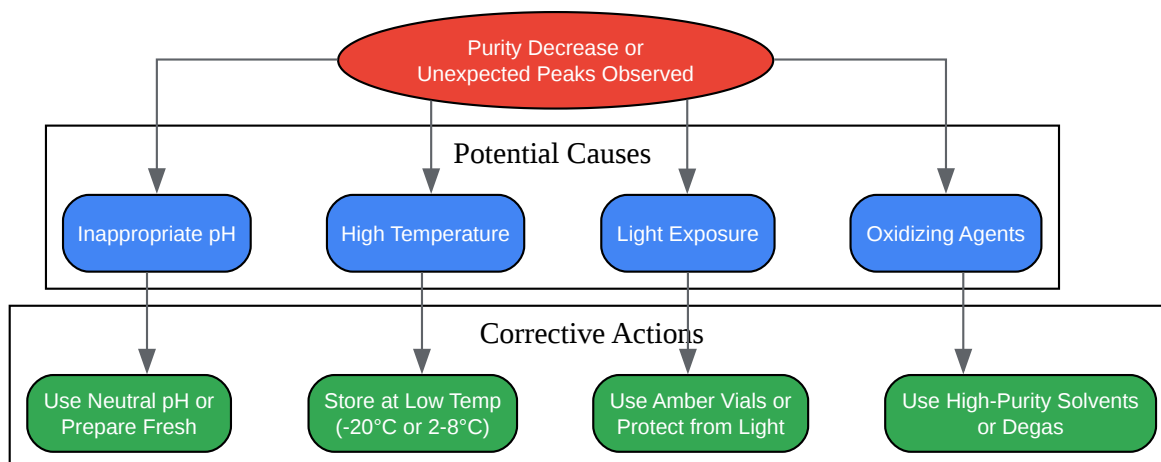 Purity Decrease or
Unexpected Peaks Observed
Potential Causes
Inappropriate pH
High Temperature
Light Exposure
Oxidizing Agents
Corrective Actions
Use Neutral pH or
Prepare Fresh
Store at Low Temp
(-20°C or 2-8°C)
Use Amber Vials or
Protect from Light
Use High-Purity Solvents
or Degas